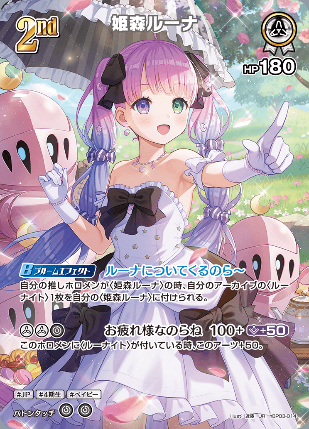 2nd
姫森ルーナ
HP180
Bブルームエフェクト ルーナについてくるのら～
自分の推しホロメンが〈姫森ルーナ〉の時、自分のアーカイブの〈ルー
ナイト〉1枚を自分の〈姫森ルーナ〉に付けられる。
お疲れ様なのらね 100+ +50
このホロメンに〈ルーナイト〉が付いている時、このアーツ+50。
#JP #4期生 #ベイビー
バトンタッチ